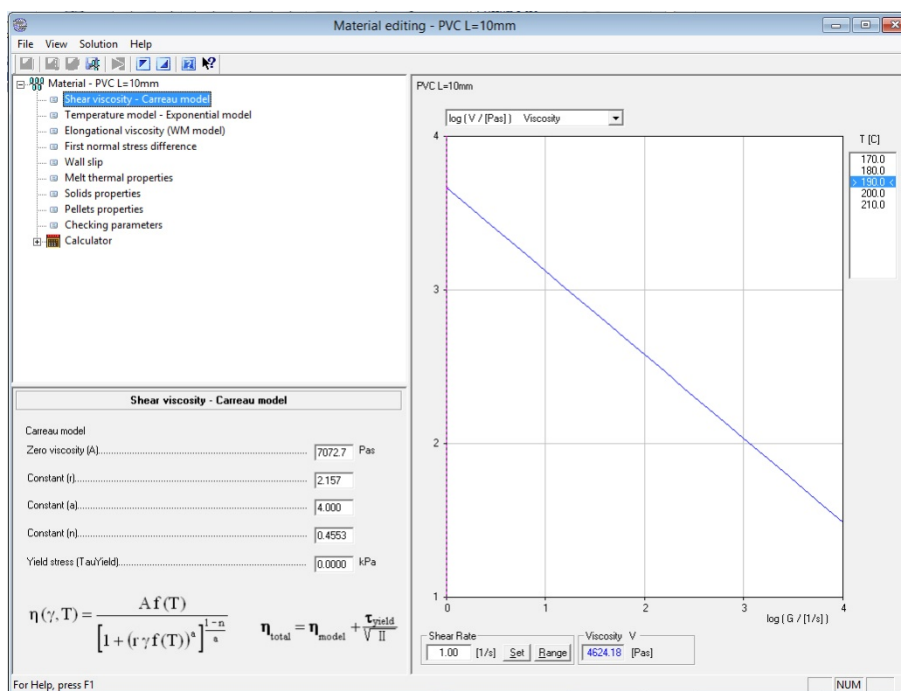 Material editing - PVC L=10mm
File View Solution Help
Material - PVC L=10mm
Shear viscosity - Carreau model
Temperature model - Exponential model
Elongational viscosity (WM model)
First normal stress difference
Wall slip
Melt thermal properties
Solids properties
Pellets properties
Checking parameters
Calculator
Shear viscosity - Carreau model
Carreau model
Zero viscosity (A) 7072.7 Pas
Constant (r) 2.157
Constant (a) 4.000
Constant (n) 0.4553
Yield stress (TauYield) 0.0000 kPa
η(γ,T) = A f(T) / [1 + (r γ f(T))^a]^((1-n)/a)
η_total = η_model + τ_yield / √II
PVC L=10mm
log ( V / [Pas] ) Viscosity
T [C]
170.0
180.0
> 190.0 <
200.0
210.0
4
3
2
1
0 1 2 3 4
log ( G / [1/s] )
Shear Rate
1.00 [1/s] Set Range
Viscosity V
4624.18 [Pas]
For Help, press F1
NUM